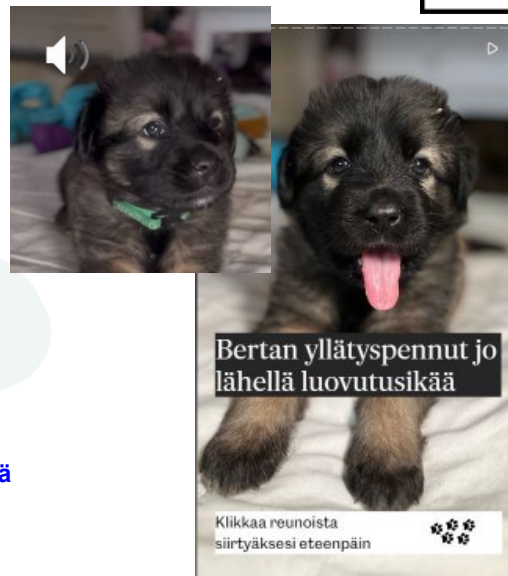 Bertan yllätyspennut jo
lähellä luovutusikää
ä
Klikkaa reunoista
siirtyäksesi eteenpäin